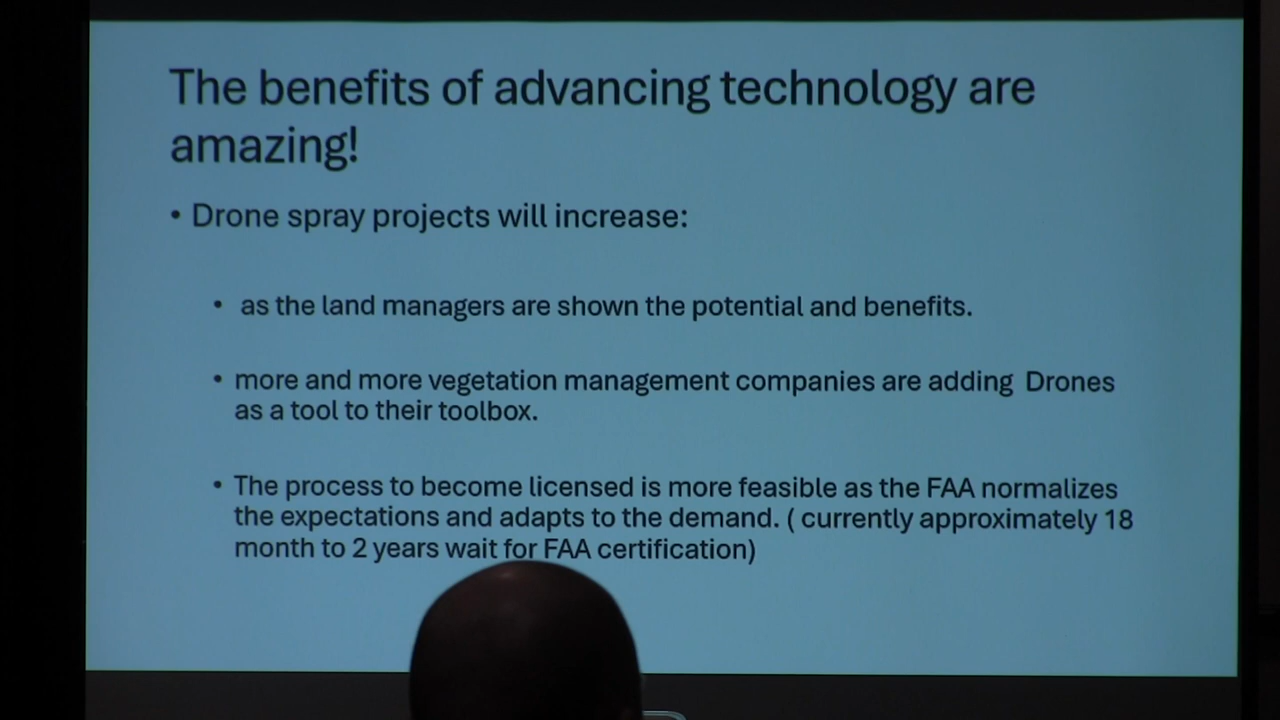 The benefits of advancing technology are
amazing!
• Drone spray projects will increase:
• as the land managers are shown the potential and benefits.
• more and more vegetation management companies are adding Drones
as a tool to their toolbox.
• The process to become licensed is more feasible as the FAA normalizes
the expectations and adapts to the demand. ( currently approximately 18
month to 2 years wait for FAA certification)